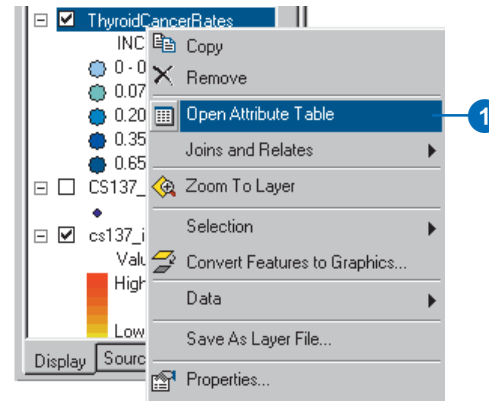 ThyroidCancerRates
INC
0 - 0
0.07
0.20
0.35
0.65
CS137_
cs137_i
Valu
High
Low
Display Sourc
Copy
Remove
Open Attribute Table
1
Joins and Relates
Zoom To Layer
Selection
Convert Features to Graphics...
Data
Save As Layer File...
Properties...